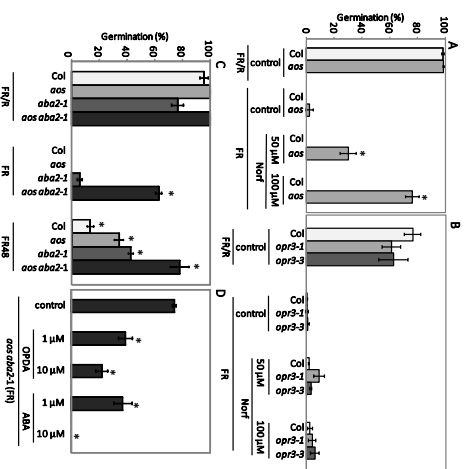 A
Germination (%)
0
20
40
60
80
100
Col
aos
control
FR/R
Col
aos
control
Col
aos
50 µM
Col
aos
100 µM
Norf
FR
*
*
B
Col
opr3-1
opr3-3
control
FR/R
Col
opr3-1
opr3-3
control
Col
opr3-1
opr3-3
50 µM
Col
opr3-1
opr3-3
100 µM
Norf
FR
C
Germination (%)
0
20
40
60
80
100
Col
aos
aba2-1
aos aba2-1
FR/R
Col
aos
aba2-1
aos aba2-1
FR
*
Col
aos
aba2-1
aos aba2-1
FR48
*
*
*
*
D
control
1 µM
10 µM
OPDA
1 µM
10 µM
ABA
aos aba2-1 (FR)
*
*
*
*